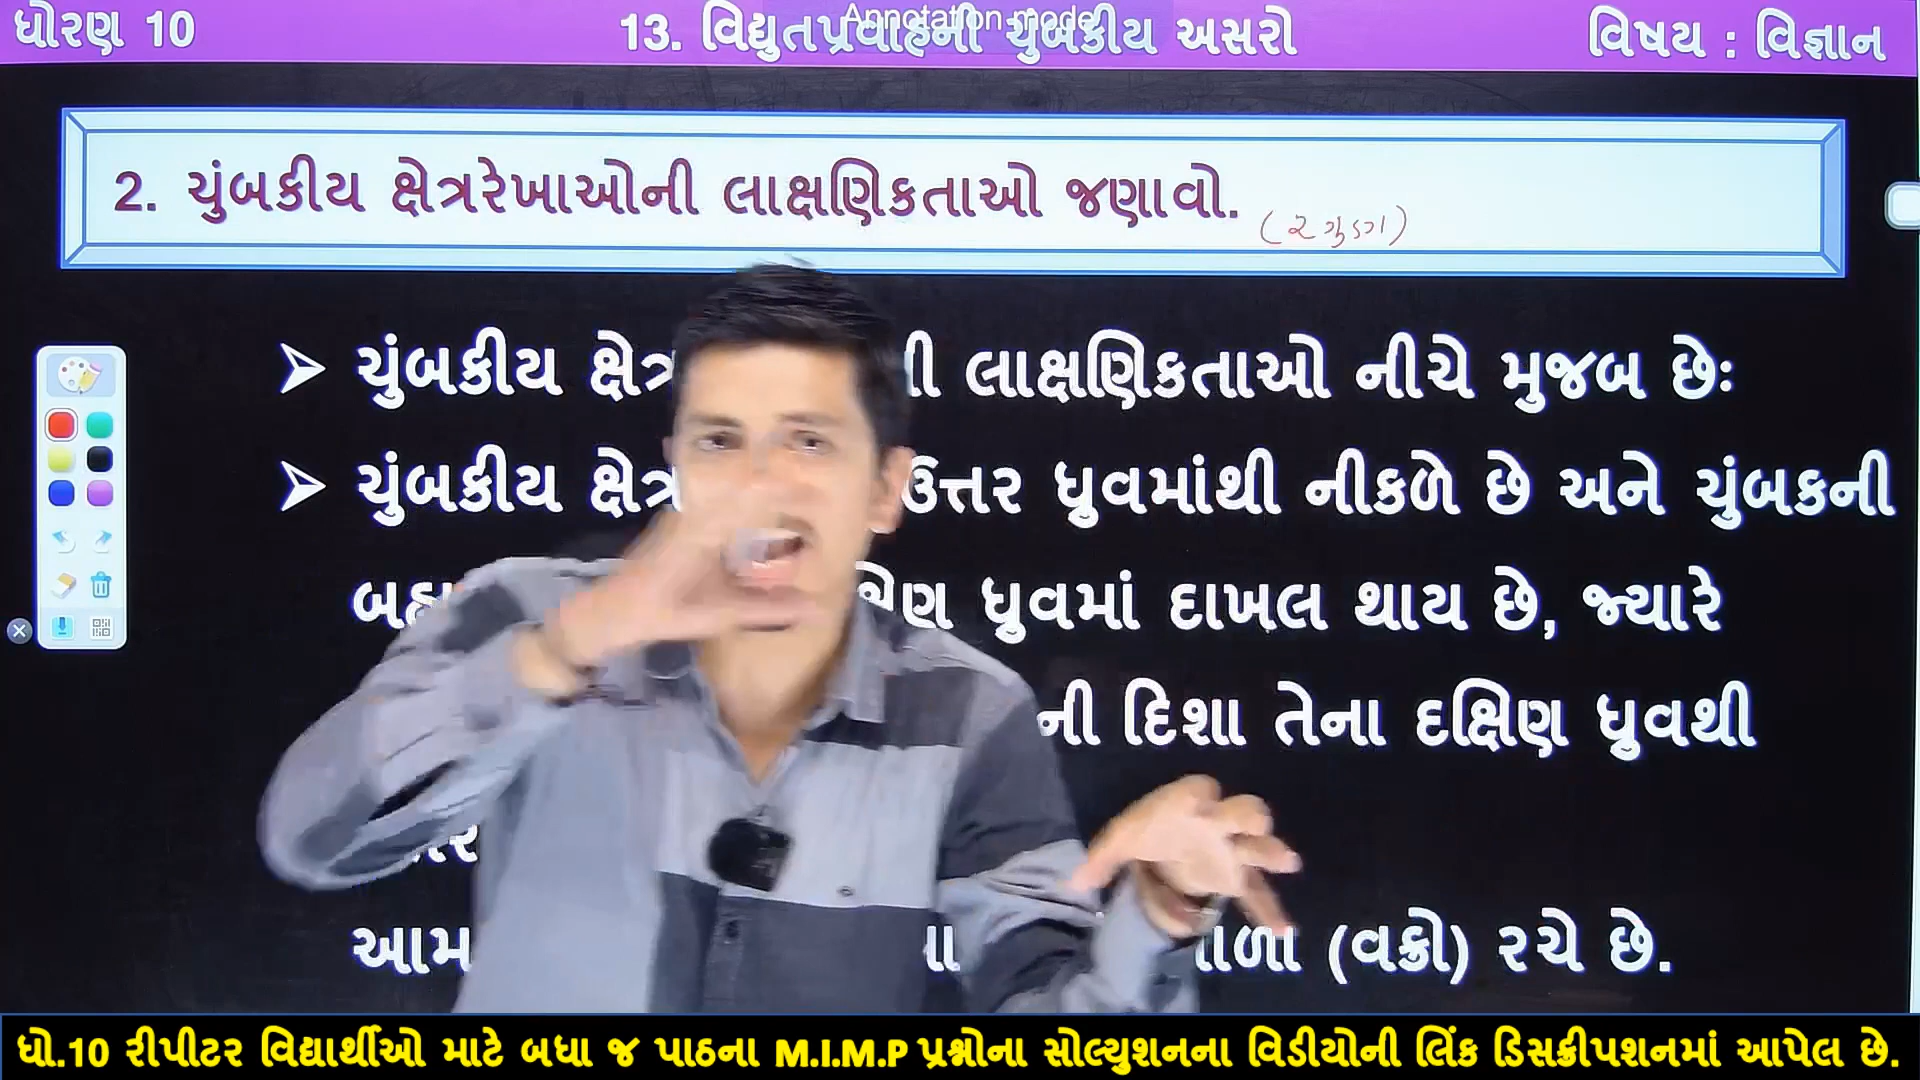 ધોરણ 10
Annotation mode
13. વિદ્યુતપ્રવાહની ચુંબકીય અસરો
વિષય : વિજ્ઞાન
2. ચુંબકીય ક્ષેત્રરેખાઓની લાક્ષણિકતાઓ જણાવો.
(૨ ગુણ)
➢ ચુંબકીય લાક્ષણિકતાઓ નીચે મુજબ છેઃ
➢ ચુંબકીય ઉત્તર ધ્રુવમાંથી નીકળે છે અને ચુંબકની
ધ્રુવમાં દાખલ થાય છે, જ્યારે
દિશા તેના દક્ષિણ ધ્રુવથી
આમ (વક્રો) રચે છે.
ધો.10 રીપીટર વિદ્યાર્થીઓ માટે બધા જ પાઠના M.I.M.P પ્રશ્નોના સોલ્યુશનના વિડીયોની લિંક ડિસક્રીપશનમાં આપેલ છે.